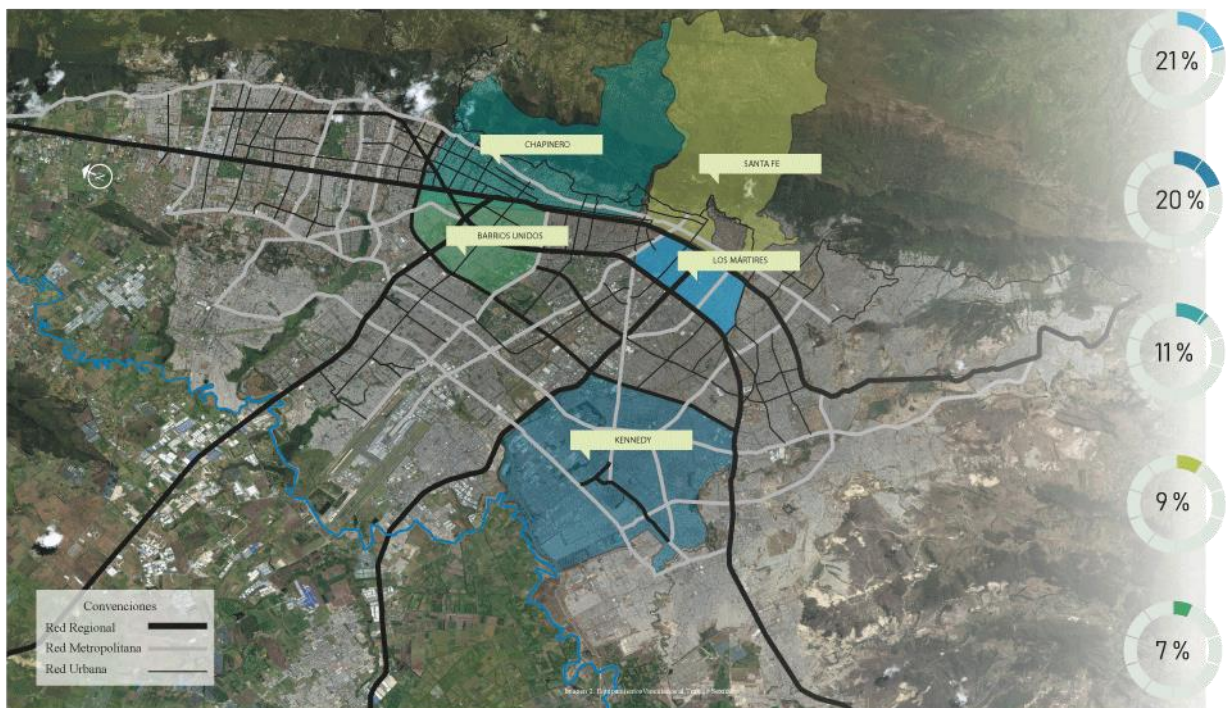 CHAPINERO
SANTA FE
BARRIOS UNIDOS
LOS MÁRTIRES
KENNEDY
21 %
20 %
11 %
9 %
7 %
Convenciones
Red Regional
Red Metropolitana
Red Urbana